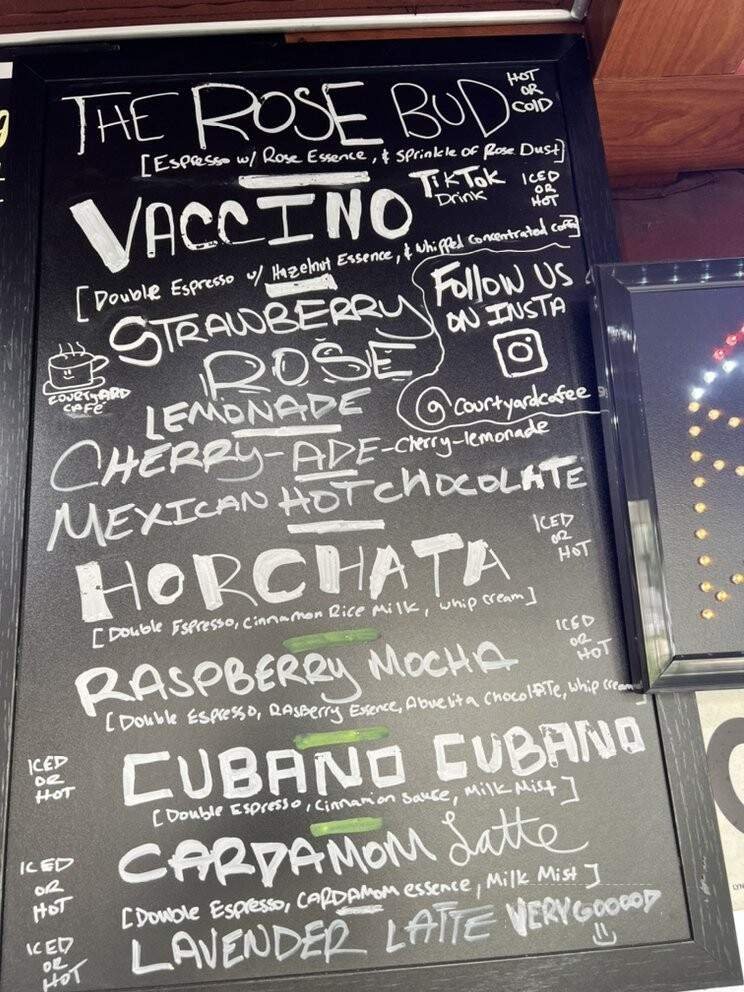 THE ROSE BUD
HOT
OR
COLD
[Espresso w/ Rose Essence, & Sprinkle of Rose Dust]
VACCINO
TikTok
Drink
ICED
OR
HOT
[Double Espresso w/ Hazelnut Essence, & whipped concentrated
STRAWBERRY
ROSE
LEMONADE
COURTYARD
CAFÉ
FOLLOW US
ON INSTA
@courtyardcafee
CHERRY-ADE-cherry-lemonade
MEXICAN HOT CHOCOLATE
HORCHATA
ICED
OR
HOT
[Double Espresso, Cinnamon Rice Milk, whip cream]
RASPBERRY MOCHA
ICED
OR
HOT
[Double Espresso, RASberry Essence, Abuelita chocolATe, whip cream]
ICED
OR
HOT
CUBANO CUBANO
[Double Espresso, Cinnamon sauce, Milk Mist]
ICED
OR
HOT
CARDAMOM Latte
[Double Espresso, CARDAMOM essence, Milk Mist]
ICED
OR
HOT
LAVENDER LATTE VERY GOOOOD